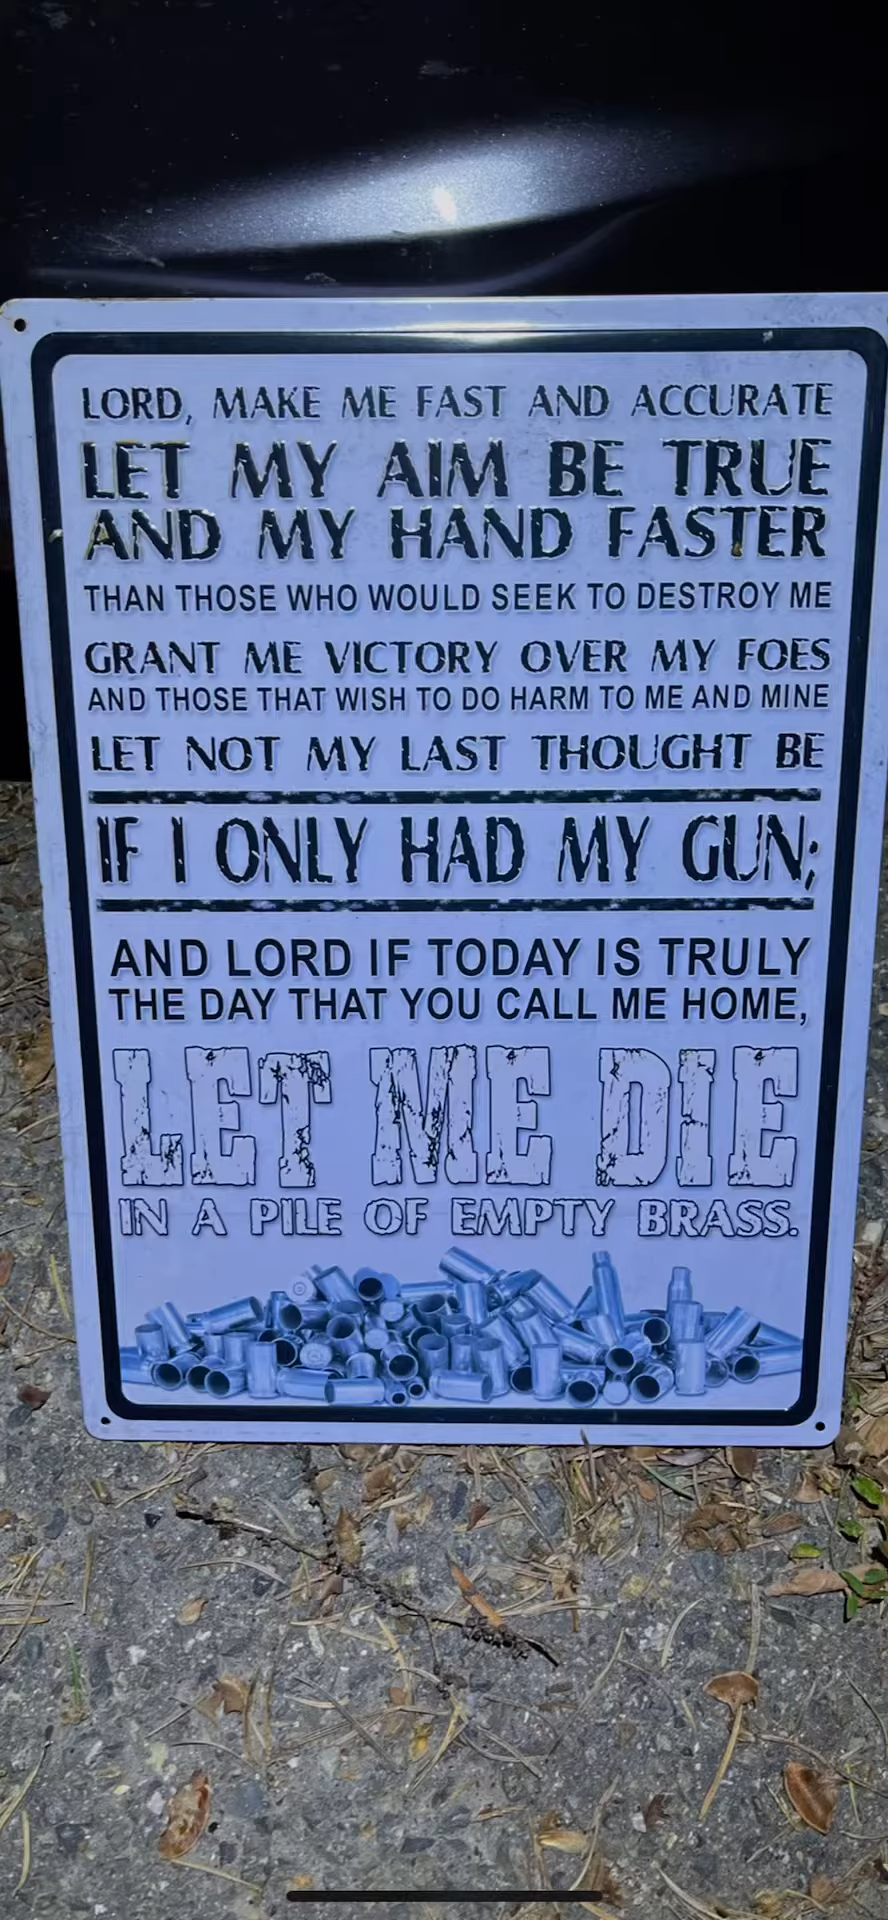 LORD, MAKE ME FAST AND ACCURATE
LET MY AIM BE TRUE
AND MY HAND FASTER
THAN THOSE WHO WOULD SEEK TO DESTROY ME
GRANT ME VICTORY OVER MY FOES
AND THOSE THAT WISH TO DO HARM TO ME AND MINE
LET NOT MY LAST THOUGHT BE
IF I ONLY HAD MY GUN;
AND LORD IF TODAY IS TRULY
THE DAY THAT YOU CALL ME HOME,
LET ME DIE
IN A PILE OF EMPTY BRASS.